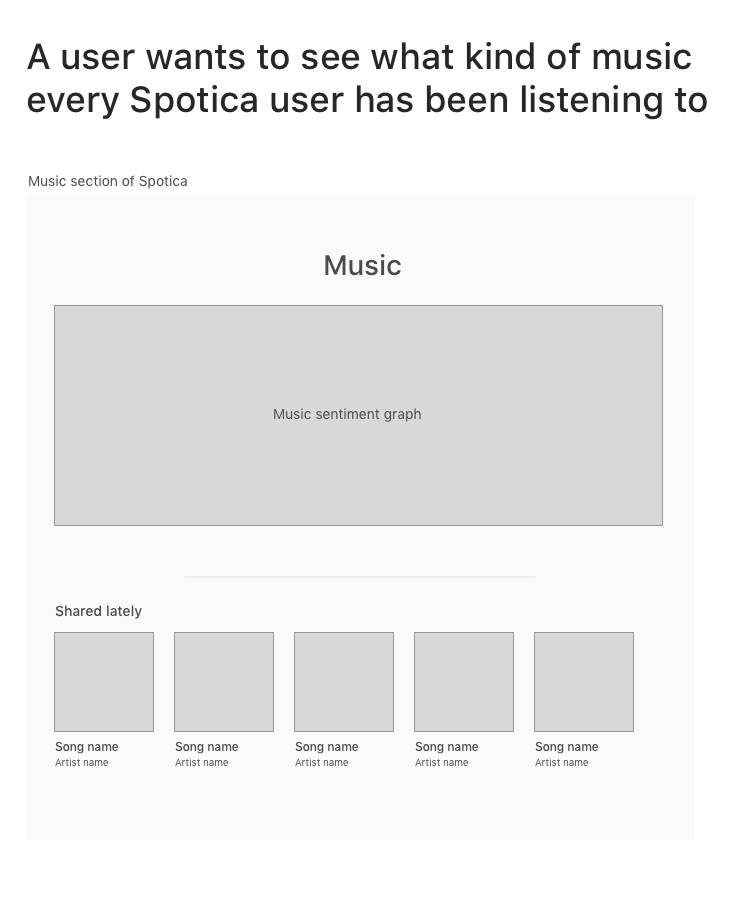 A user wants to see what kind of music
every Spotica user has been listening to
Music section of Spotica
Music
Music sentiment graph
Shared lately
Song name
Artist name
Song name
Artist name
Song name
Artist name
Song name
Artist name
Song name
Artist name